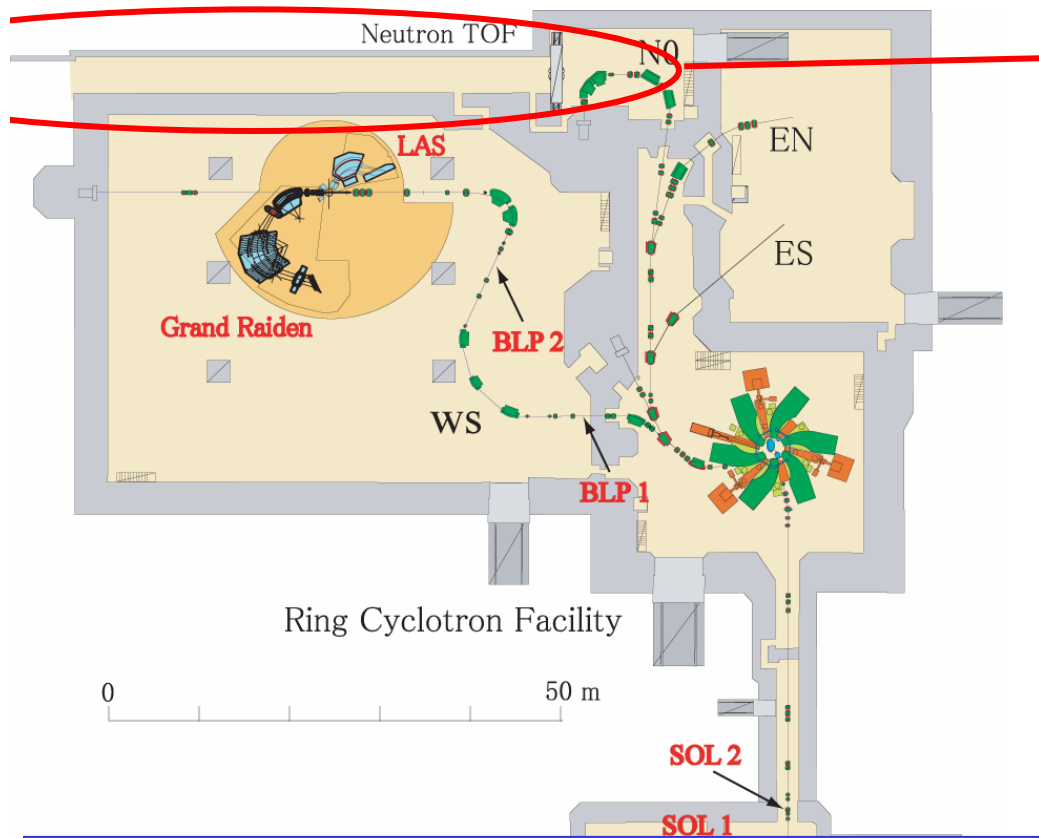 Neutron TOF
N0
LAS
EN
ES
Grand Raiden
BLP 2
WS
BLP 1
Ring Cyclotron Facility
0
50 m
SOL 2
SOL 1